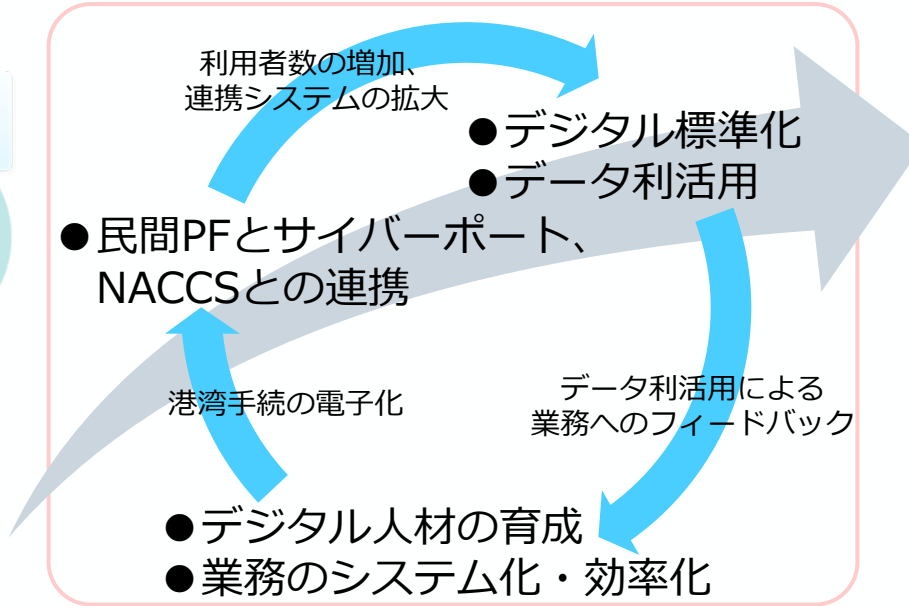 利用者数の増加、
連携システムの拡大
●デジタル標準化
●データ利活用
●民間PFとサイバーポート、
NACCSとの連携
港湾手続の電子化
データ利活用による
業務へのフィードバック
●デジタル人材の育成
●業務のシステム化・効率化